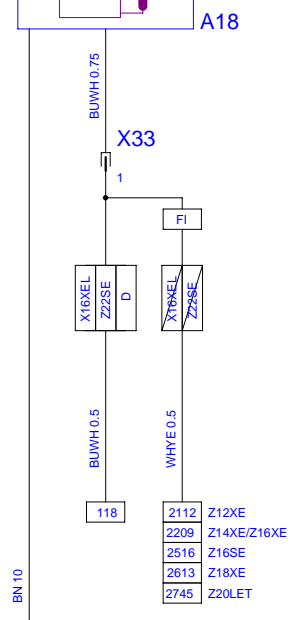 A18
BUWH 0.75
X33
1
FI
X16XEL
Z22SE
D
X16XEL
Z22SE
BUWH 0.5
WHYE 0.5
118
2112 Z12XE
2209 Z14XE/Z16XE
2516 Z16SE
2613 Z18XE
2745 Z20LET
BN 10